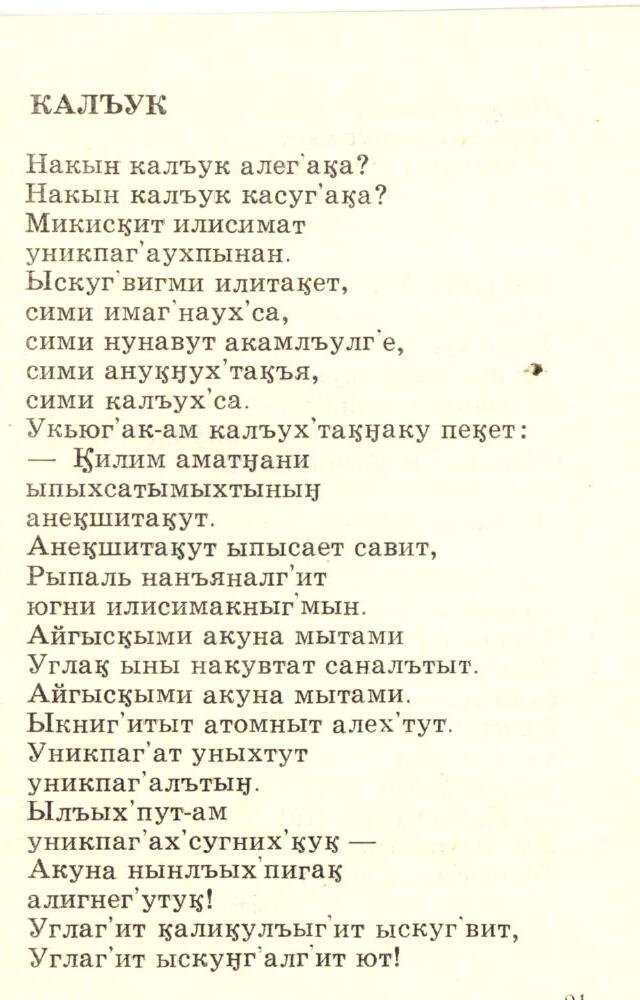 КАЛЪУК
Накын калъук алег'аӄа?
Накын калъук касуг'аӄа?
Микисӄит илисимат
уникпаг'аухпынан.
Ыскуг'вигми илитаӄет,
сими имаг'наух'са,
сими нунавут акамлъулг'е,
сими ануӄӈух'таӄъя,
сими калъух'са.
Укьюг'ак-ам калъух'таӄӈаку пеӄет:
— Ӄилим аматӈани
ыпыхсатымыхтыныӈ
анеӄшитаӄут.
Анеӄшитаӄут ыпысает савит,
Рыпаль нанъяналг'ит
югни илисимакныг'мын.
Айгысӄыми акуна мытами
Углаӄ ыны накувтат саналътыт.
Айгысӄыми акуна мытами.
Ыкниг'итыт атомныт алех'тут.
Уникпаг'ат уныхтут
уникпаг'алътыӈ.
Ылъых'пут-ам
уникпаг'ах'сугних'ӄуӄ —
Акуна нынлъых'пигаӄ
алигнег'утуӄ!
Углаг'ит ӄалиӄулъыг'ит ыскуг'вит,
Углаг'ит ыскуӈг'алг'ит ют!